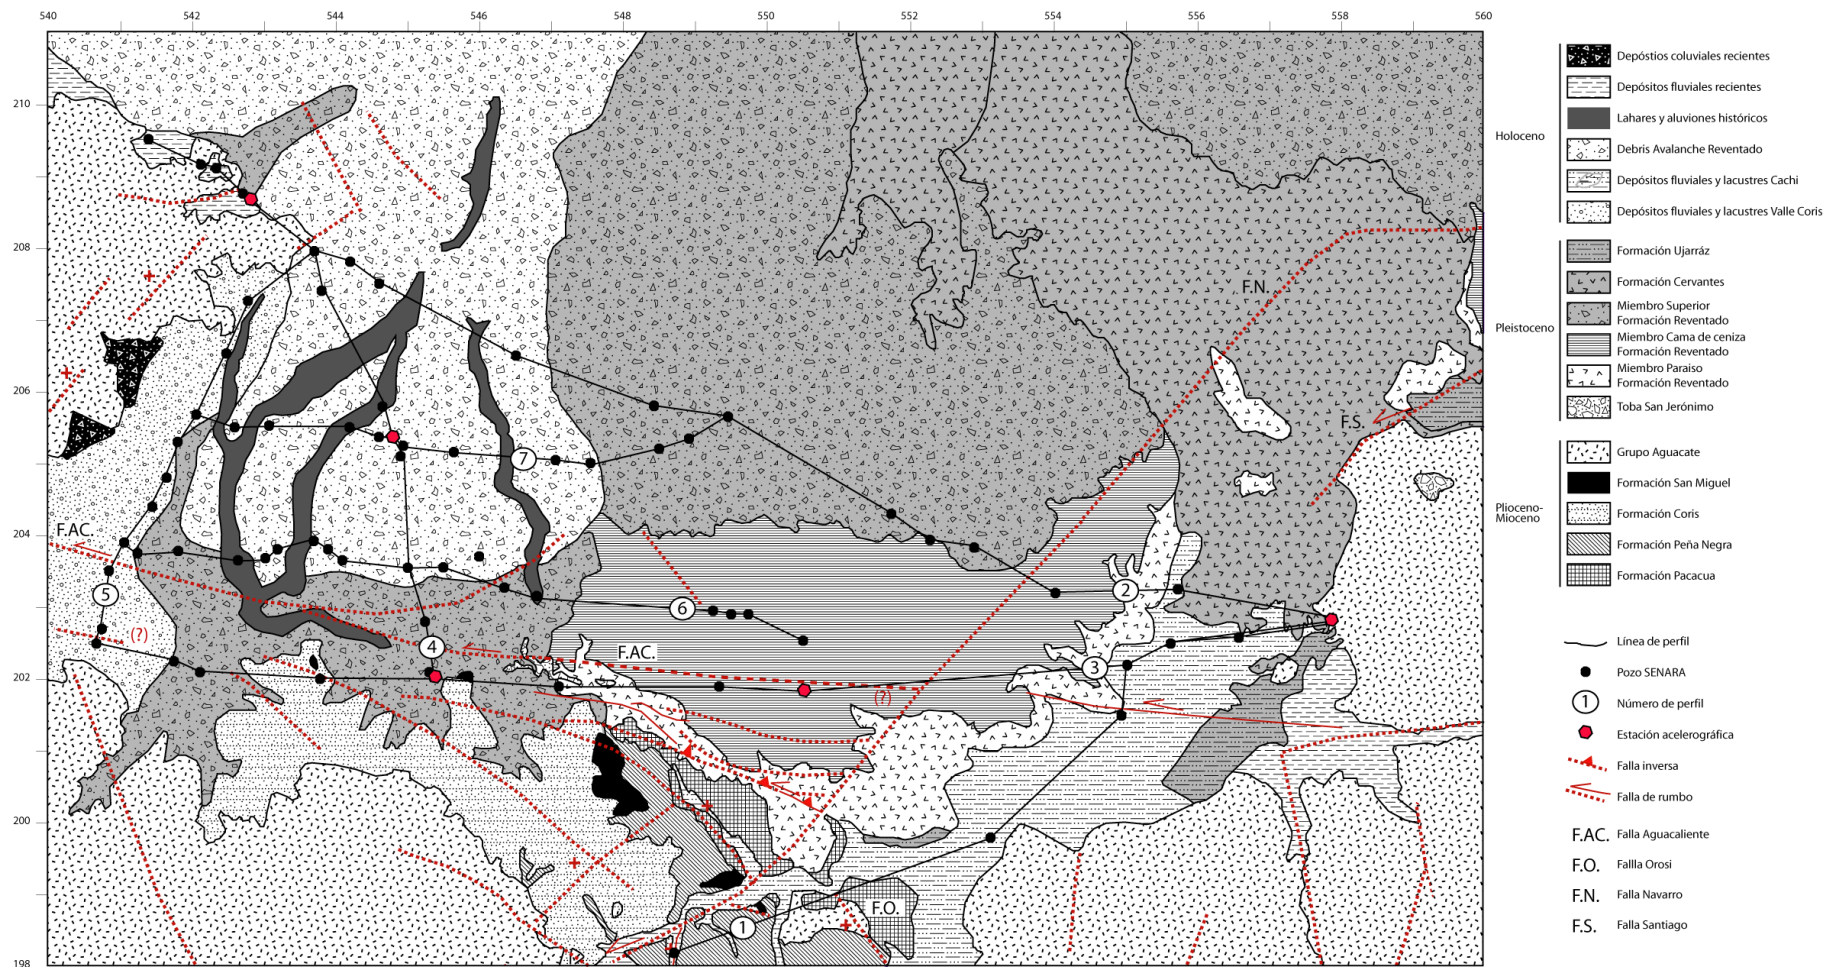 540 542 544 546 548 550 552 554 556 558 560
210
208
206
204
202
200
198
F.N.
F.S.
F.AC
F.AC.
F.O.
(?)
(?)
1
2
3
4
5
6
7
Holoceno
Pleistoceno
Plioceno-
Mioceno
Depóstios coluviales recientes
Depósitos fluviales recientes
Lahares y aluviones históricos
Debris Avalanche Reventado
Depósitos fluviales y lacustres Cachi
Depósitos fluviales y lacustres Valle Coris
Formación Ujarráz
Formación Cervantes
Miembro Superior
Formación Reventado
Miembro Cama de ceniza
Formación Reventado
Miembro Paraiso
Formación Reventado
Toba San Jerónimo
Grupo Aguacate
Formación San Miguel
Formación Coris
Formación Peña Negra
Formación Pacacua
Línea de perfil
Pozo SENARA
1 Número de perfil
Estación acelerográfica
Falla inversa
Falla de rumbo
F.AC. Falla Aguacaliente
F.O. Fallla Orosi
F.N. Falla Navarro
F.S. Falla Santiago